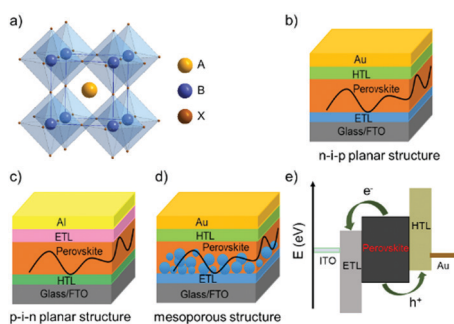 a)
A
B
X
b)
Au
HTL
Perovskite
ETL
Glass/FTO
n-i-p planar structure
c)
Al
ETL
Perovskite
HTL
Glass/FTO
p-i-n planar structure
d)
Au
HTL
Perovskite
ETL
Glass/FTO
mesoporous structure
e)
E (eV)
e-
HTL
Perovskite
ITO
ETL
Au
h+